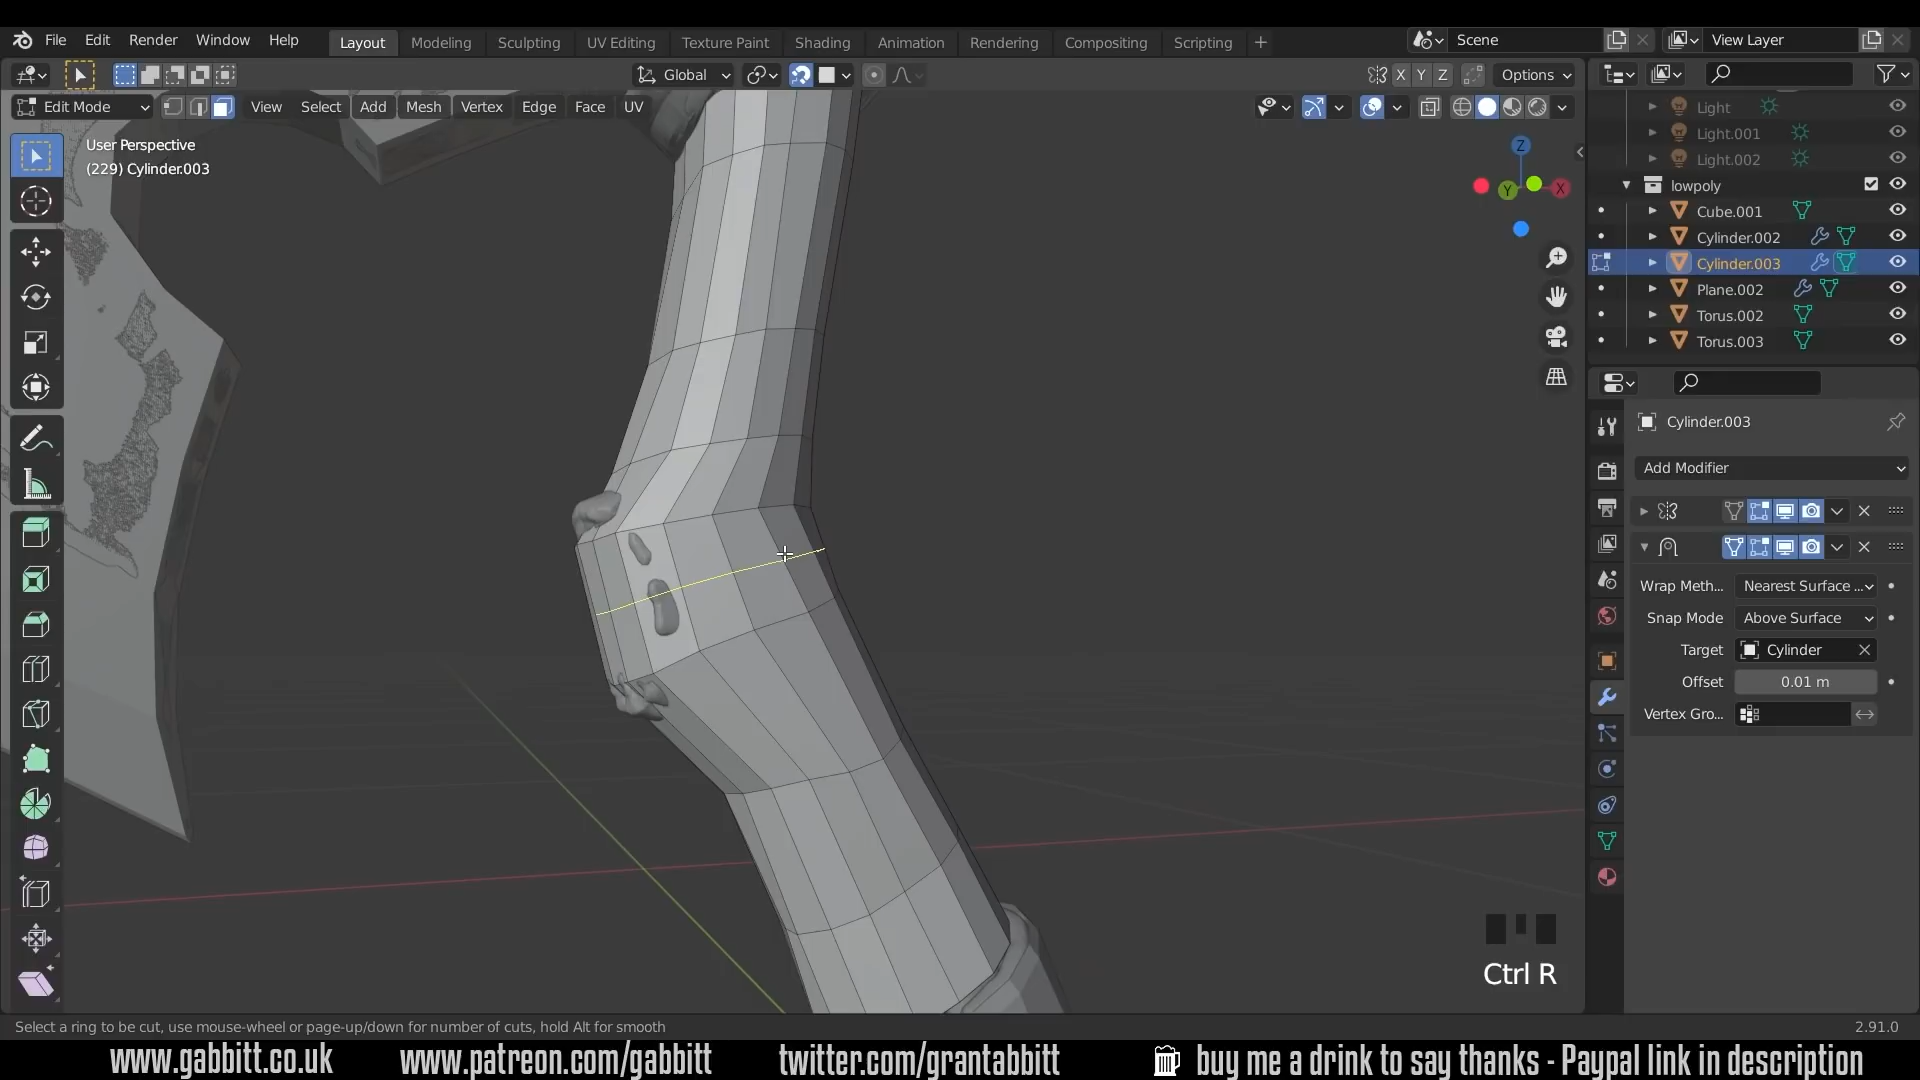 File Edit Render Window Help Layout Modeling Sculpting UV Editing Texture Paint Shading Animation Rendering Compositing Scripting + Scene View Layer
Global X Y Z Options
Edit Mode View Select Add Mesh Vertex Edge Face UV
User Perspective
(229) Cylinder.003
Z
Y X
Light
Light.001
Light.002
lowpoly
Cube.001
Cylinder.002
Cylinder.003
Plane.002
Torus.002
Torus.003
Cylinder.003
Add Modifier
Wrap Meth... Nearest Surface ...
Snap Mode Above Surface
Target Cylinder
Offset 0.01 m
Vertex Gro...
Ctrl R
Select a ring to be cut, use mouse-wheel or page-up/down for number of cuts, hold Alt for smooth 2.91.0
www.gabbitt.co.uk www.patreon.com/gabbitt twitter.com/grantabbitt buy me a drink to say thanks - Paypal link in description